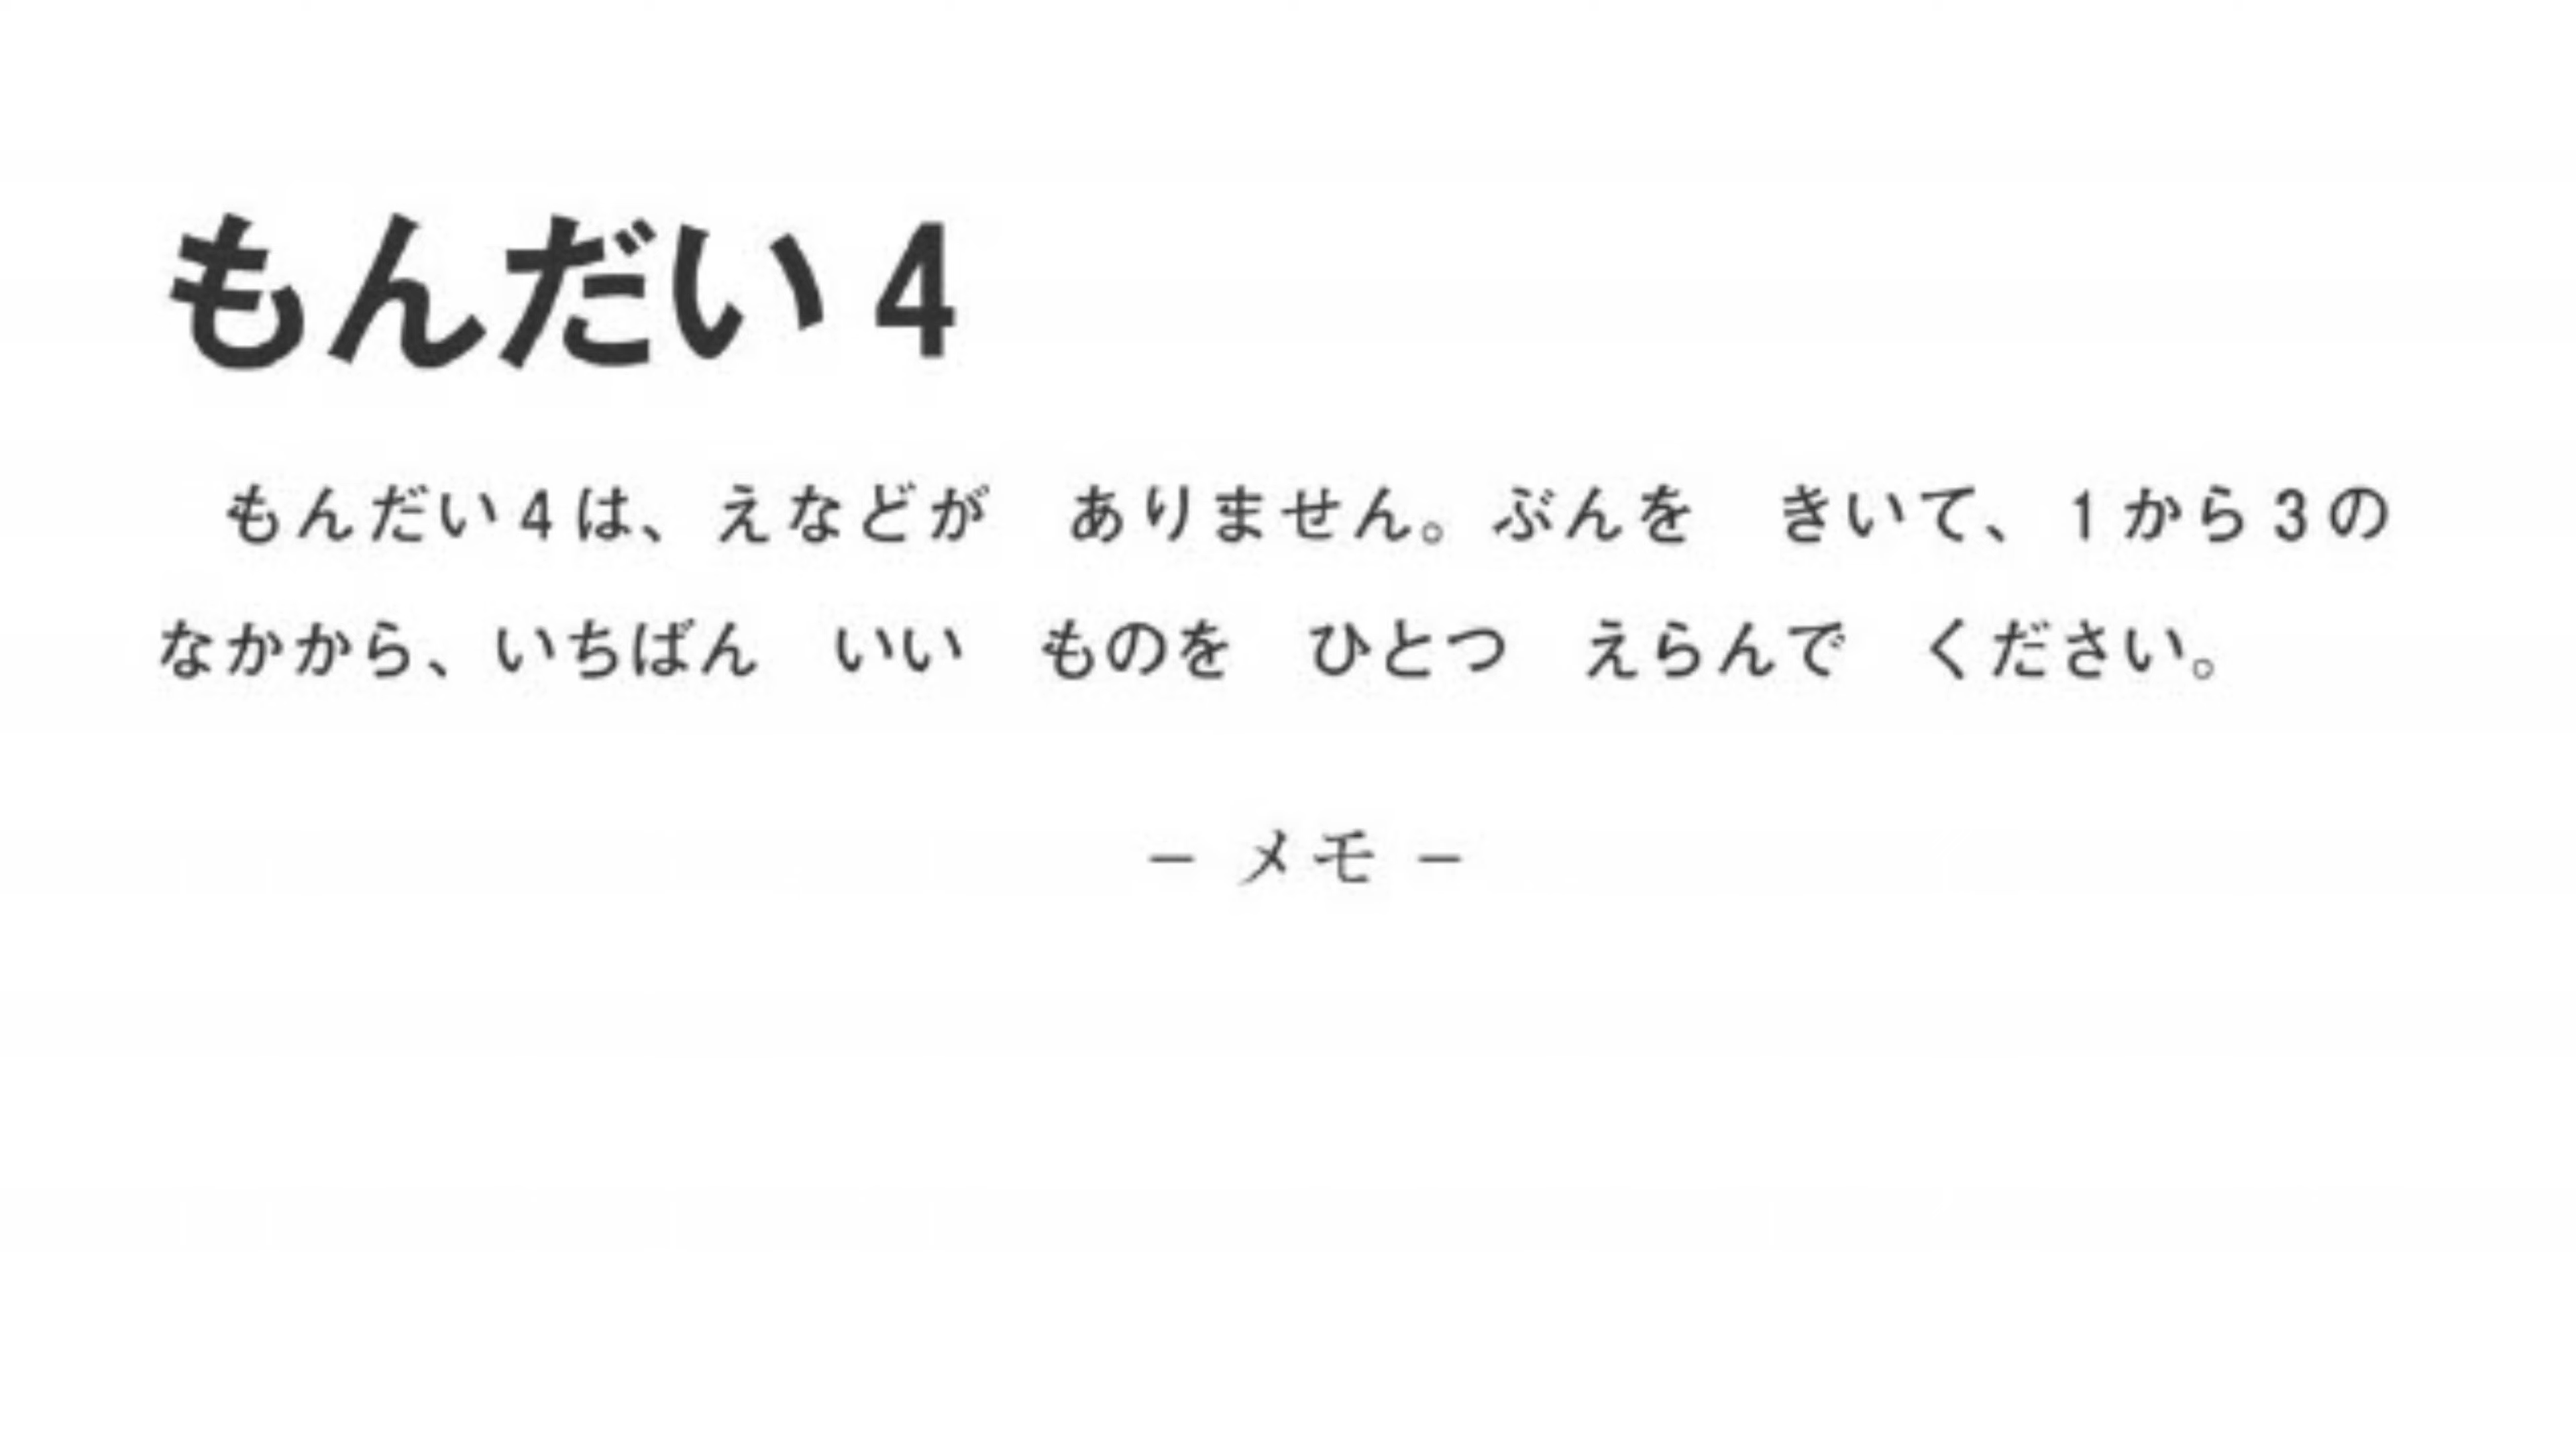 もんだい4
もんだい4は、えなどが　ありません。ぶんを　きいて、1から3の
なかから、いちばん　いい　ものを　ひとつ　えらんで　ください。
－ メモ －